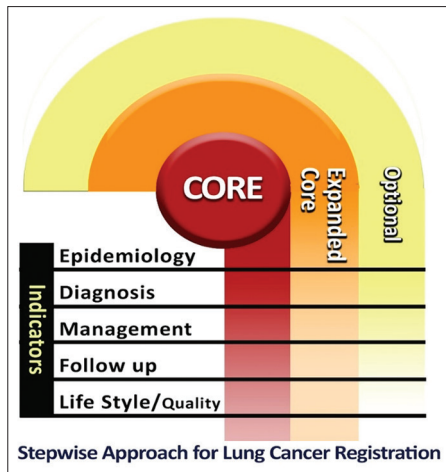 CORE
Expanded
Core
Optional
Indicators
Epidemiology
Diagnosis
Management
Follow up
Life Style/Quality
Stepwise Approach for Lung Cancer Registration